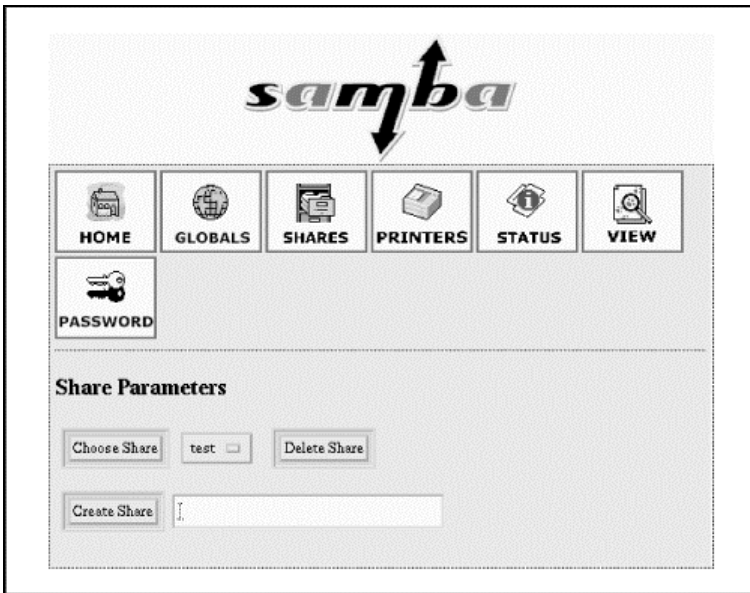 samba
HOME GLOBALS SHARES PRINTERS STATUS VIEW
PASSWORD
Share Parameters
Choose Share test Delete Share
Create Share